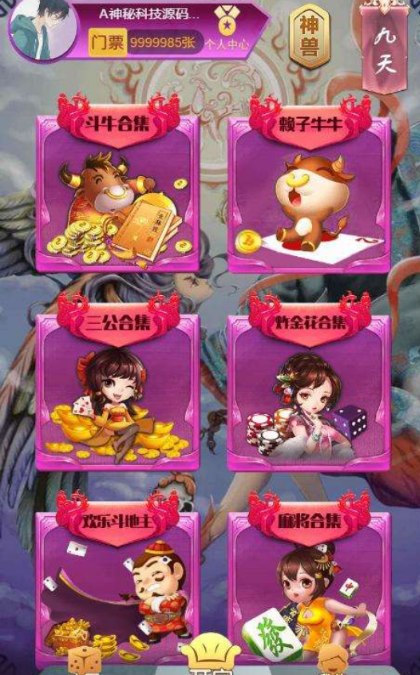 A神秘科技源码...
门票 9999985张
个人中心
神兽
九天
斗牛合集
赖子牛牛
三公合集
炸金花合集
欢乐斗地主
麻将合集
發